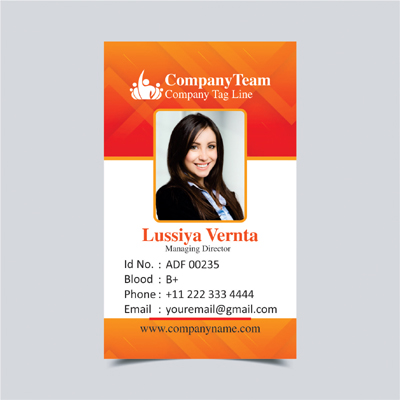 CompanyTeam
Company Tag Line
Lussiya Vernta
Managing Director
Id No. : ADF 00235
Blood : B+
Phone : +11 222 333 4444
Email : youremail@gmail.com
www.companyname.com